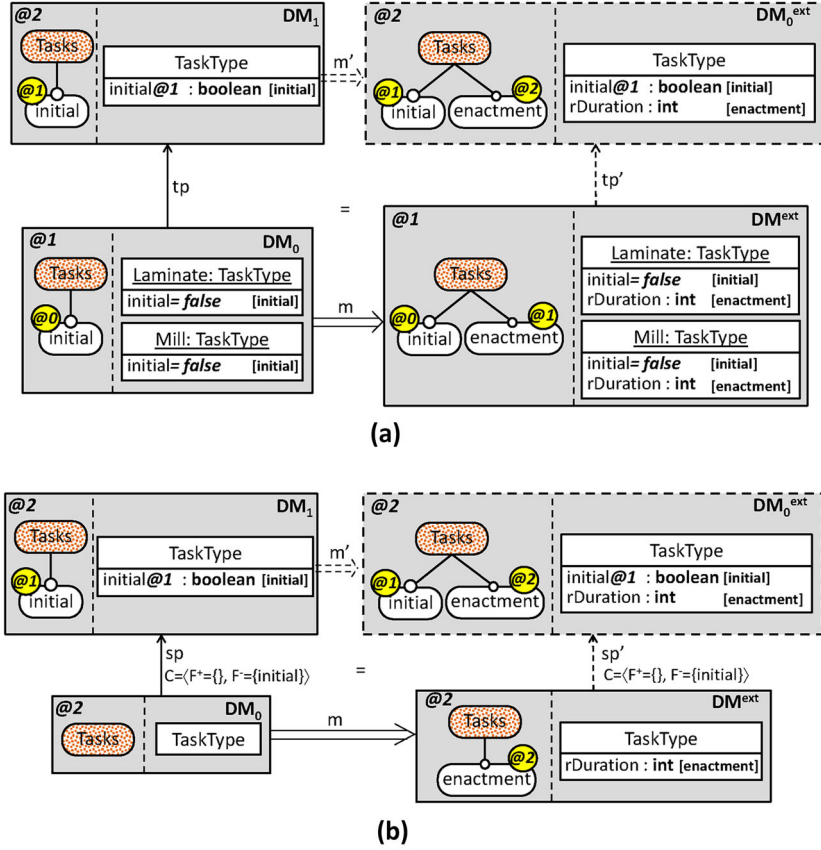 @2 DM1 @2 DM0ext
Tasks TaskType m' Tasks TaskType
@1 initial@1 : boolean [initial] @1 @2 initial@1 : boolean [initial]
initial initial enactment rDuration : int [enactment]
tp tp'
=
@1 DM0 @1 DMext
Tasks Laminate: TaskType Tasks Laminate: TaskType
initial= false [initial] initial= false [initial]
rDuration : int [enactment]
@0 m @0 @1
initial Mill: TaskType initial enactment Mill: TaskType
initial= false [initial] initial= false [initial]
rDuration : int [enactment]
(a)
@2 DM1 @2 DM0ext
Tasks TaskType m' Tasks TaskType
@1 initial@1 : boolean [initial] @1 @2 initial@1 : boolean [initial]
initial initial enactment rDuration : int [enactment]
sp sp'
C=⟨F+={}, F-={initial}⟩ = C=⟨F+={}, F-={initial}⟩
@2 DM0 @2 DMext
Tasks TaskType m Tasks TaskType
@2 rDuration : int [enactment]
enactment
(b)